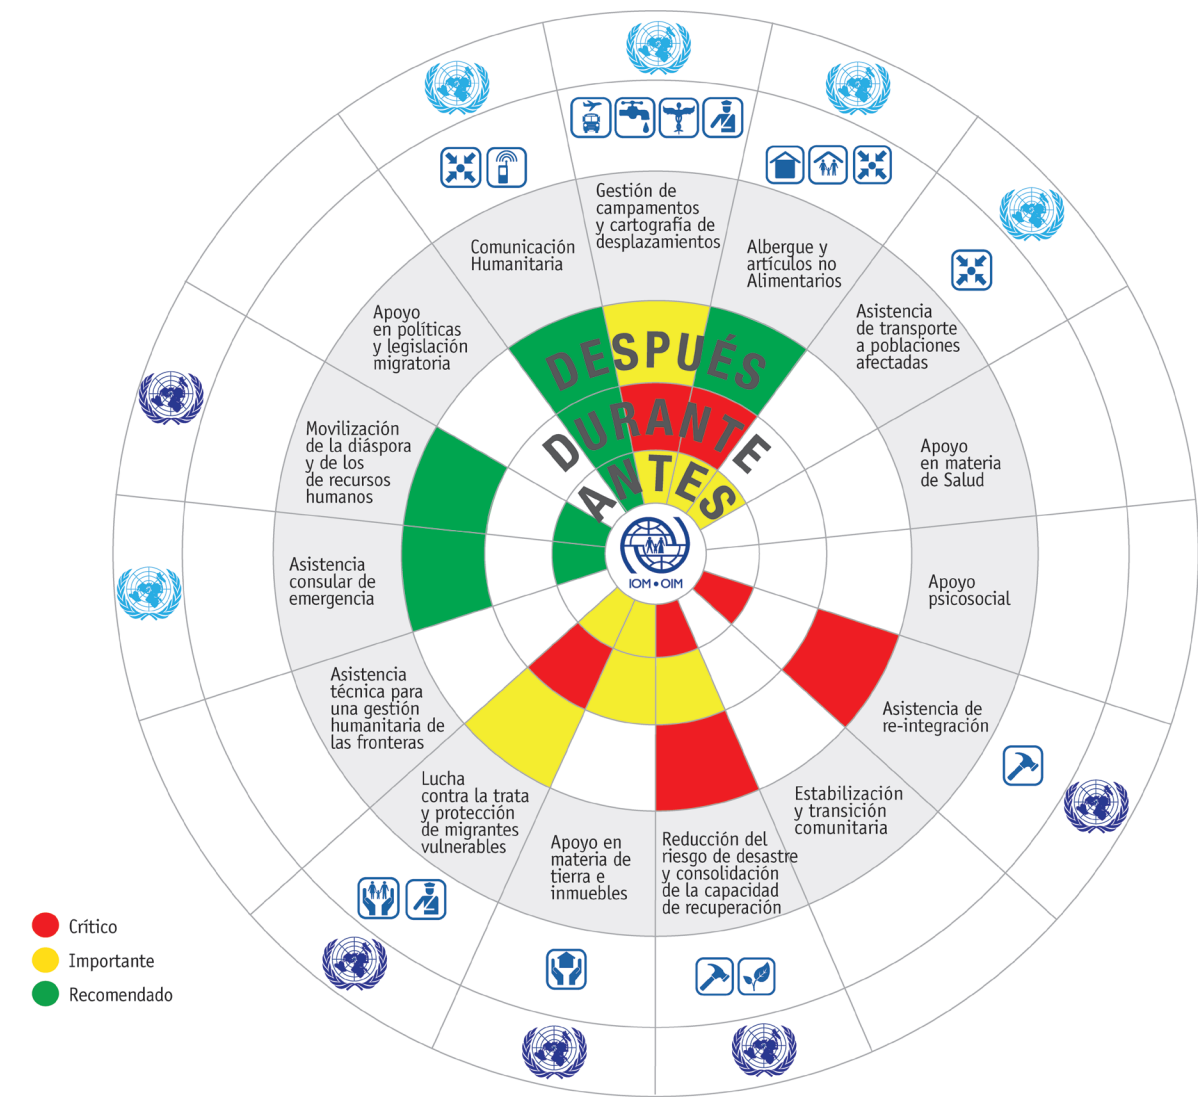 Gestión de
campamentos
y cartografía de
desplazamientos
Albergue y
artículos no
Alimentarios
Asistencia
de transporte
a poblaciones
afectadas
Apoyo
en materia
de Salud
Apoyo
psicosocial
Asistencia de
re-integración
Estabilización
y transición
comunitaria
Reducción del
riesgo de desastre
y consolidación
de la capacidad
de recuperación
Apoyo en
materia de
tierra e
inmuebles
Lucha
contra la trata
y protección
de migrantes
vulnerables
Asistencia
técnica para
una gestión
humanitaria de
las fronteras
Asistencia
consular de
emergencia
Movilización
de la diáspora
y de los
de recursos
humanos
Apoyo
en políticas
y legislación
migratoria
Comunicación
Humanitaria
DESPUÉS
DURANTE
ANTES
IOM • OIM
Crítico
Importante
Recomendado